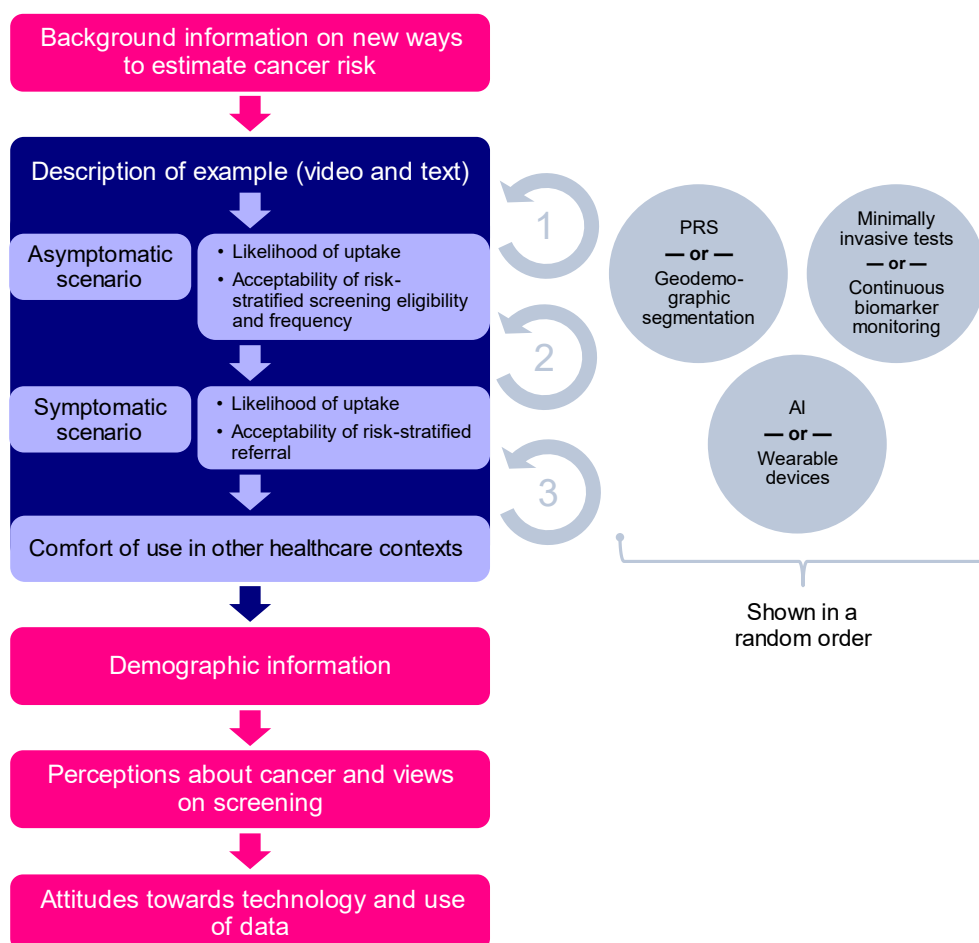 Background information on new ways
to estimate cancer risk
Description of example (video and text)
Asymptomatic
scenario
• Likelihood of uptake
• Acceptability of risk-
stratified screening eligibility
and frequency
Symptomatic
scenario
• Likelihood of uptake
• Acceptability of risk-stratified
referral
Comfort of use in other healthcare contexts
1
2
3
PRS
— or —
Geodemo-
graphic
segmentation
Minimally
invasive tests
— or —
Continuous
biomarker
monitoring
AI
— or —
Wearable
devices
Shown in a
random order
Demographic information
Perceptions about cancer and views
on screening
Attitudes towards technology and use
of data